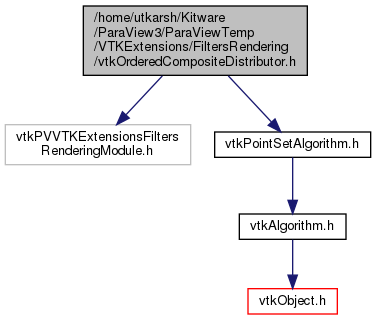 /home/utkarsh/Kitware
/ParaView3/ParaViewTemp
/VTKExtensions/FiltersRendering
/vtkOrderedCompositeDistributor.h
vtkPVVTKExtensionsFilters
RenderingModule.h
vtkPointSetAlgorithm.h
vtkAlgorithm.h
vtkObject.h